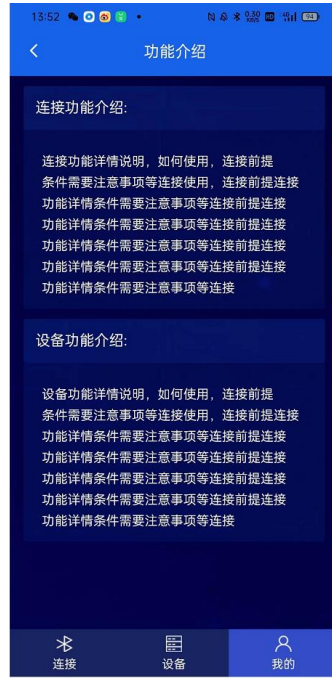 13:52
0.30
KB/S
HD
94
功能介绍
连接功能介绍:
连接功能详情说明，如何使用，连接前提
条件需要注意事项等连接使用，连接前提连接
功能详情条件需要注意事项等连接前提连接
功能详情条件需要注意事项等连接前提连接
功能详情条件需要注意事项等连接前提连接
功能详情条件需要注意事项等连接前提连接
功能详情条件需要注意事项等连接
设备功能介绍:
设备功能详情说明，如何使用，连接前提
条件需要注意事项等连接使用，连接前提连接
功能详情条件需要注意事项等连接前提连接
功能详情条件需要注意事项等连接前提连接
功能详情条件需要注意事项等连接前提连接
功能详情条件需要注意事项等连接前提连接
功能详情条件需要注意事项等连接
连接
设备
我的